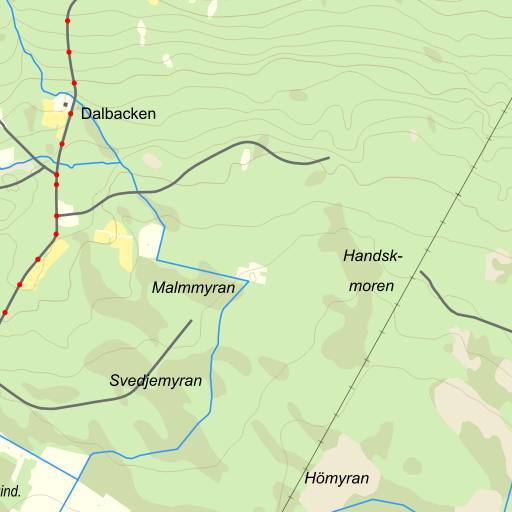 Dalbacken
Handsk-
moren
Malmmyran
Svedjemyran
Hömyran
ind.